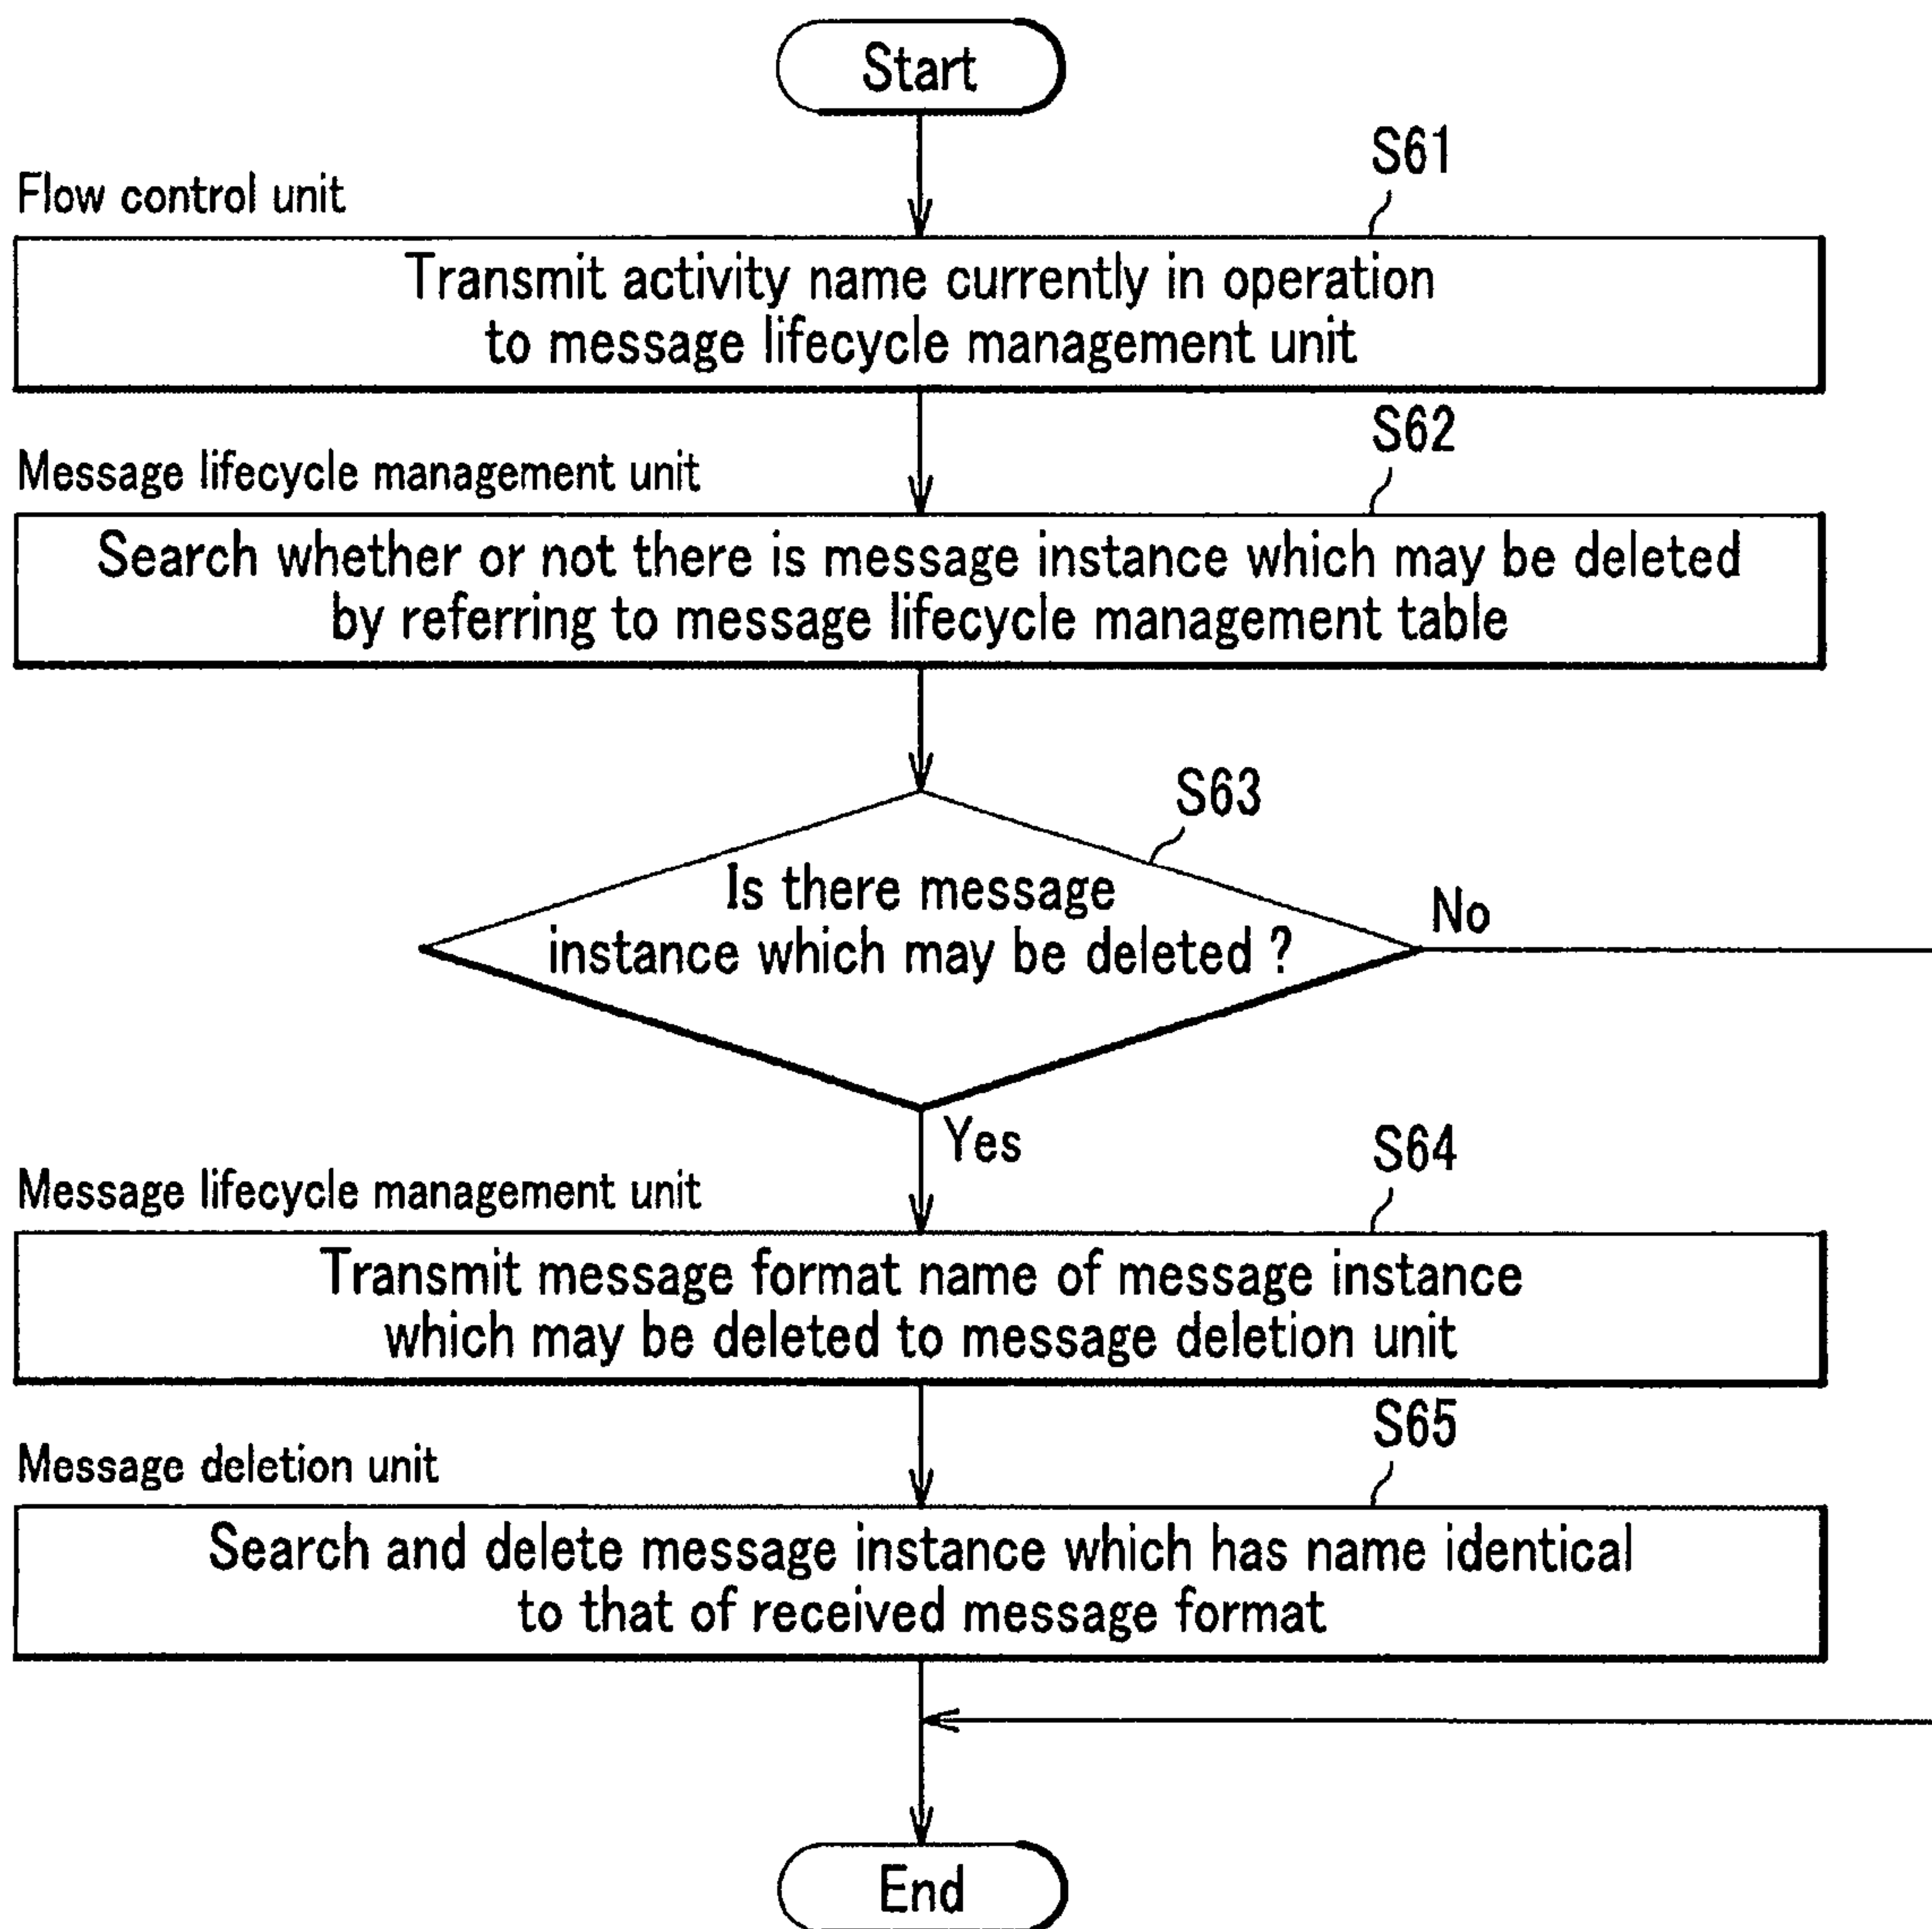 Start
S61
Flow control unit
Transmit activity name currently in operation
to message lifecycle management unit
S62
Message lifecycle management unit
Search whether or not there is message instance which may be deleted
by referring to message lifecycle management table
S63
Is there message
instance which may be deleted ?
No
Yes
S64
Message lifecycle management unit
Transmit message format name of message instance
which may be deleted to message deletion unit
S65
Message deletion unit
Search and delete message instance which has name identical
to that of received message format
End